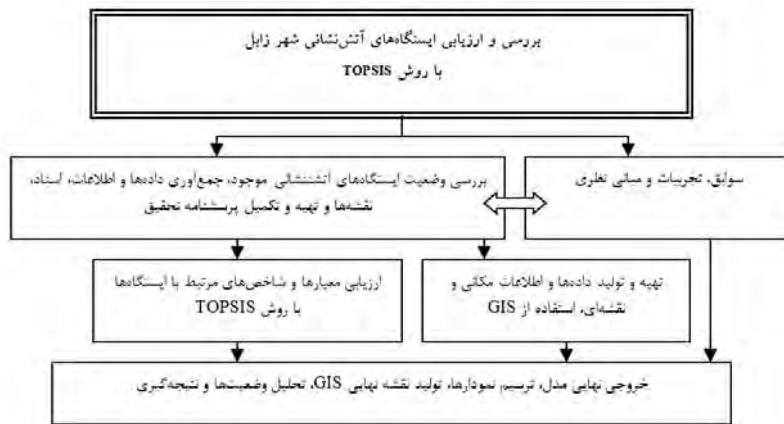 بررسی و ارزیابی ایستگاه‌های آتش‌نشانی شهر زابل
با روش TOPSIS
سوابق، تجربیات و مبانی نظری
بررسی وضعیت ایستگاه‌های آتشنشانی موجود، جمع‌آوری داده‌ها و اطلاعات، اسناد،
نقشه‌ها و تهیه و تکمیل پرسشنامه تحقیق
تهیه و تولید داده‌ها و اطلاعات مکانی و
نقشه‌ای، استفاده از GIS
ارزیابی معیارها و شاخص‌های مرتبط با ایستگاه‌ها
با روش TOPSIS
خروجی نهایی مدل، ترسیم نمودارها، تولید نقشه نهایی GIS، تحلیل وضعیت‌ها و نتیجه‌گیری